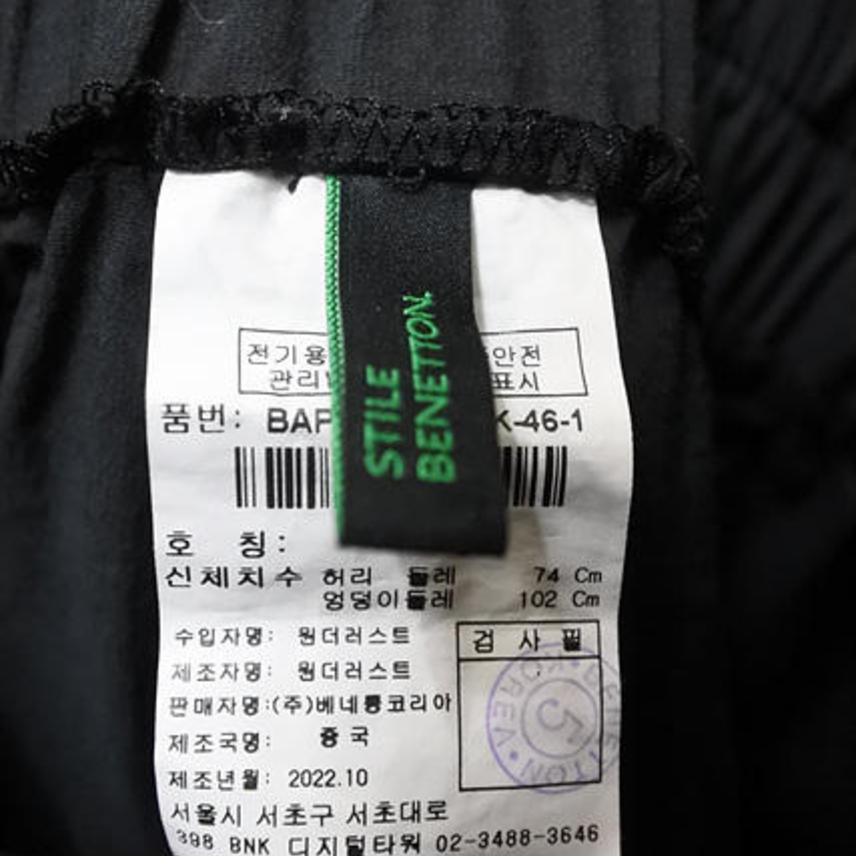 전기용 안전
관리 표시
품번: BAP K-46-1
STILE
BENETTON.
호 칭:
신체치수 허리 둘레 74 Cm
엉덩이둘레 102 Cm
수입자명: 원더러스트
제조자명: 원더러스트
판매자명:(주)베네통코리아
제조국명: 중국
제조년월: 2022.10
검사필
BENETTON KOREA
5
서울시 서초구 서초대로
398 BNK 디지털타워 02-3488-3646